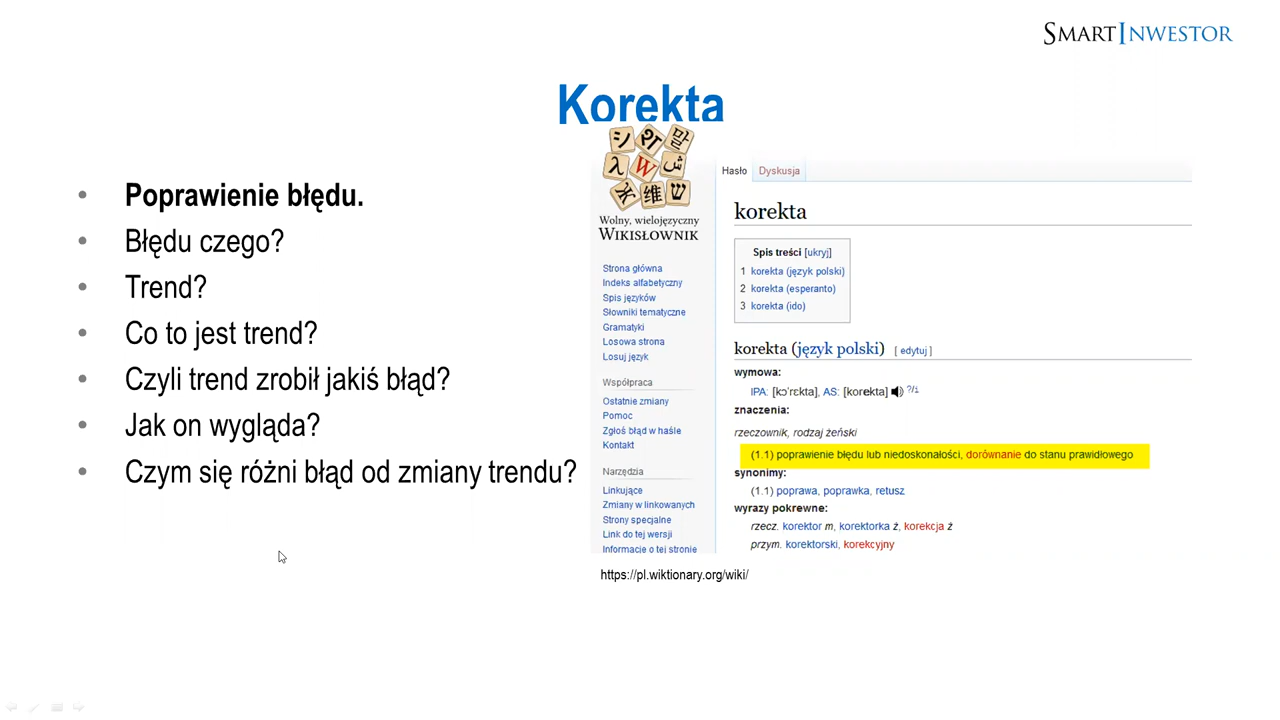 SMARTINWESTOR
Korekta
• Poprawienie błędu.
• Błędu czego?
• Trend?
• Co to jest trend?
• Czyli trend zrobił jakiś błąd?
• Jak on wygląda?
• Czym się różni błąd od zmiany trendu?
シ
말
λ
W
ش
维
ש
Wolny, wielojęzyczny
WIKISŁOWNIK
Strona główna
Indeks alfabetyczny
Spis języków
Słowniki tematyczne
Gramatyki
Losowa strona
Losuj język
Współpraca
Ostatnie zmiany
Pomoc
Zgłoś błąd w haśle
Kontakt
Narzędzia
Linkujące
Zmiany w linkowanych
Strony specjalne
Link do tej wersji
Informacje o tej stronie
Hasło Dyskusja
korekta
Spis treści [ukryj]
1 korekta (język polski)
2 korekta (esperanto)
3 korekta (ido)
korekta (język polski) [ edytuj ]
wymowa:
IPA: [kɔˈrɛkta], AS: [korekta] ?/i
znaczenia:
rzeczownik, rodzaj żeński
(1.1) poprawienie błędu lub niedoskonałości, dorównanie do stanu prawidłowego
synonimy:
(1.1) poprawa, poprawka, retusz
wyrazy pokrewne:
rzecz. korektor m, korektorka ż, korekcja ż
przym. korektorski, korekcyjny
https://pl.wiktionary.org/wiki/